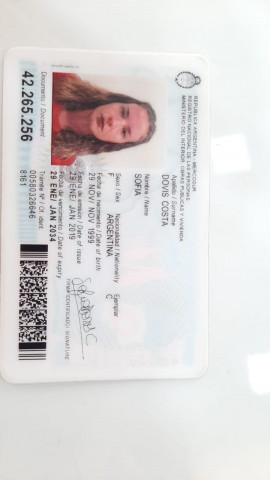 REPUBLICA ARGENTINA - MERCOSUR
REGISTRO NACIONAL DE LAS PERSONAS
MINISTERIO DEL INTERIOR, OBRAS PUBLICAS Y VIVIENDA
Apellido / Surname
DOVIS COSTA
Nombre / Name
SOFIA
Sexo / Sex
Nacionalidad / Nationality
ARGENTINA
Ejemplar
C
Fecha de nacimiento / Date of birth
29 NOV/ NOV 1999
Fecha de emisión / Date of issue
29 ENE/ JAN 2019
Fecha de vencimiento / Date of expiry
29 ENE/ JAN 2034
FIRMA IDENTIFICADO / SIGNATURE
Documento / Document
42.265.256
Trámite N° / Of. ident.
00580326646
8161